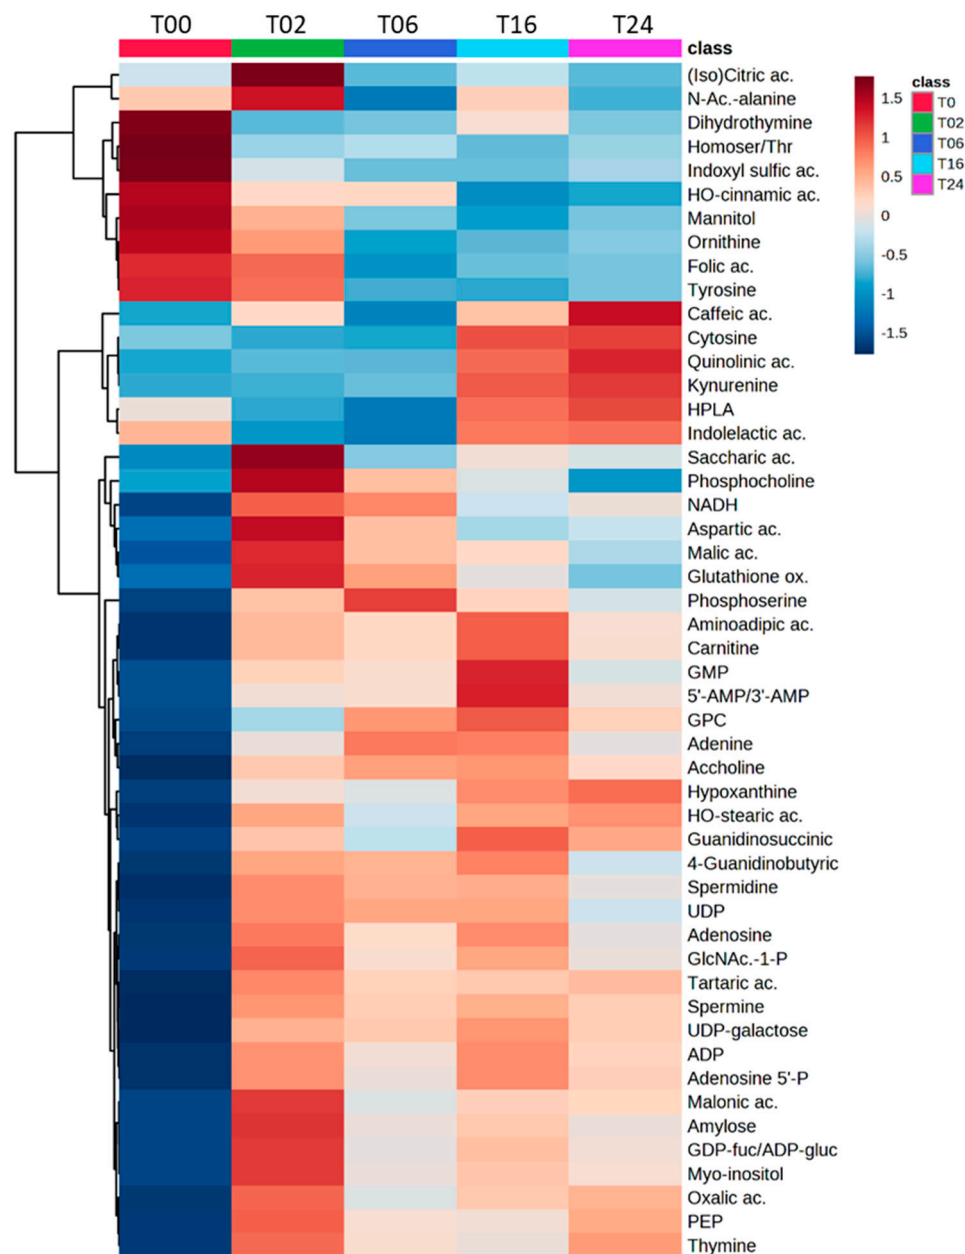 T00 T02 T06 T16 T24
class
(Iso)Citric ac.
N-Ac.-alanine
Dihydrothymine
Homoser/Thr
Indoxyl sulfic ac.
HO-cinnamic ac.
Mannitol
Ornithine
Folic ac.
Tyrosine
Caffeic ac.
Cytosine
Quinolinic ac.
Kynurenine
HPLA
Indolelactic ac.
Saccharic ac.
Phosphocholine
NADH
Aspartic ac.
Malic ac.
Glutathione ox.
Phosphoserine
Aminoadipic ac.
Carnitine
GMP
5'-AMP/3'-AMP
GPC
Adenine
Accholine
Hypoxanthine
HO-stearic ac.
Guanidinosuccinic
4-Guanidinobutyric
Spermidine
UDP
Adenosine
GlcNAc.-1-P
Tartaric ac.
Spermine
UDP-galactose
ADP
Adenosine 5'-P
Malonic ac.
Amylose
GDP-fuc/ADP-gluc
Myo-inositol
Oxalic ac.
PEP
Thymine
1.5
1
0.5
0
-0.5
-1
-1.5
class
T0
T02
T06
T16
T24